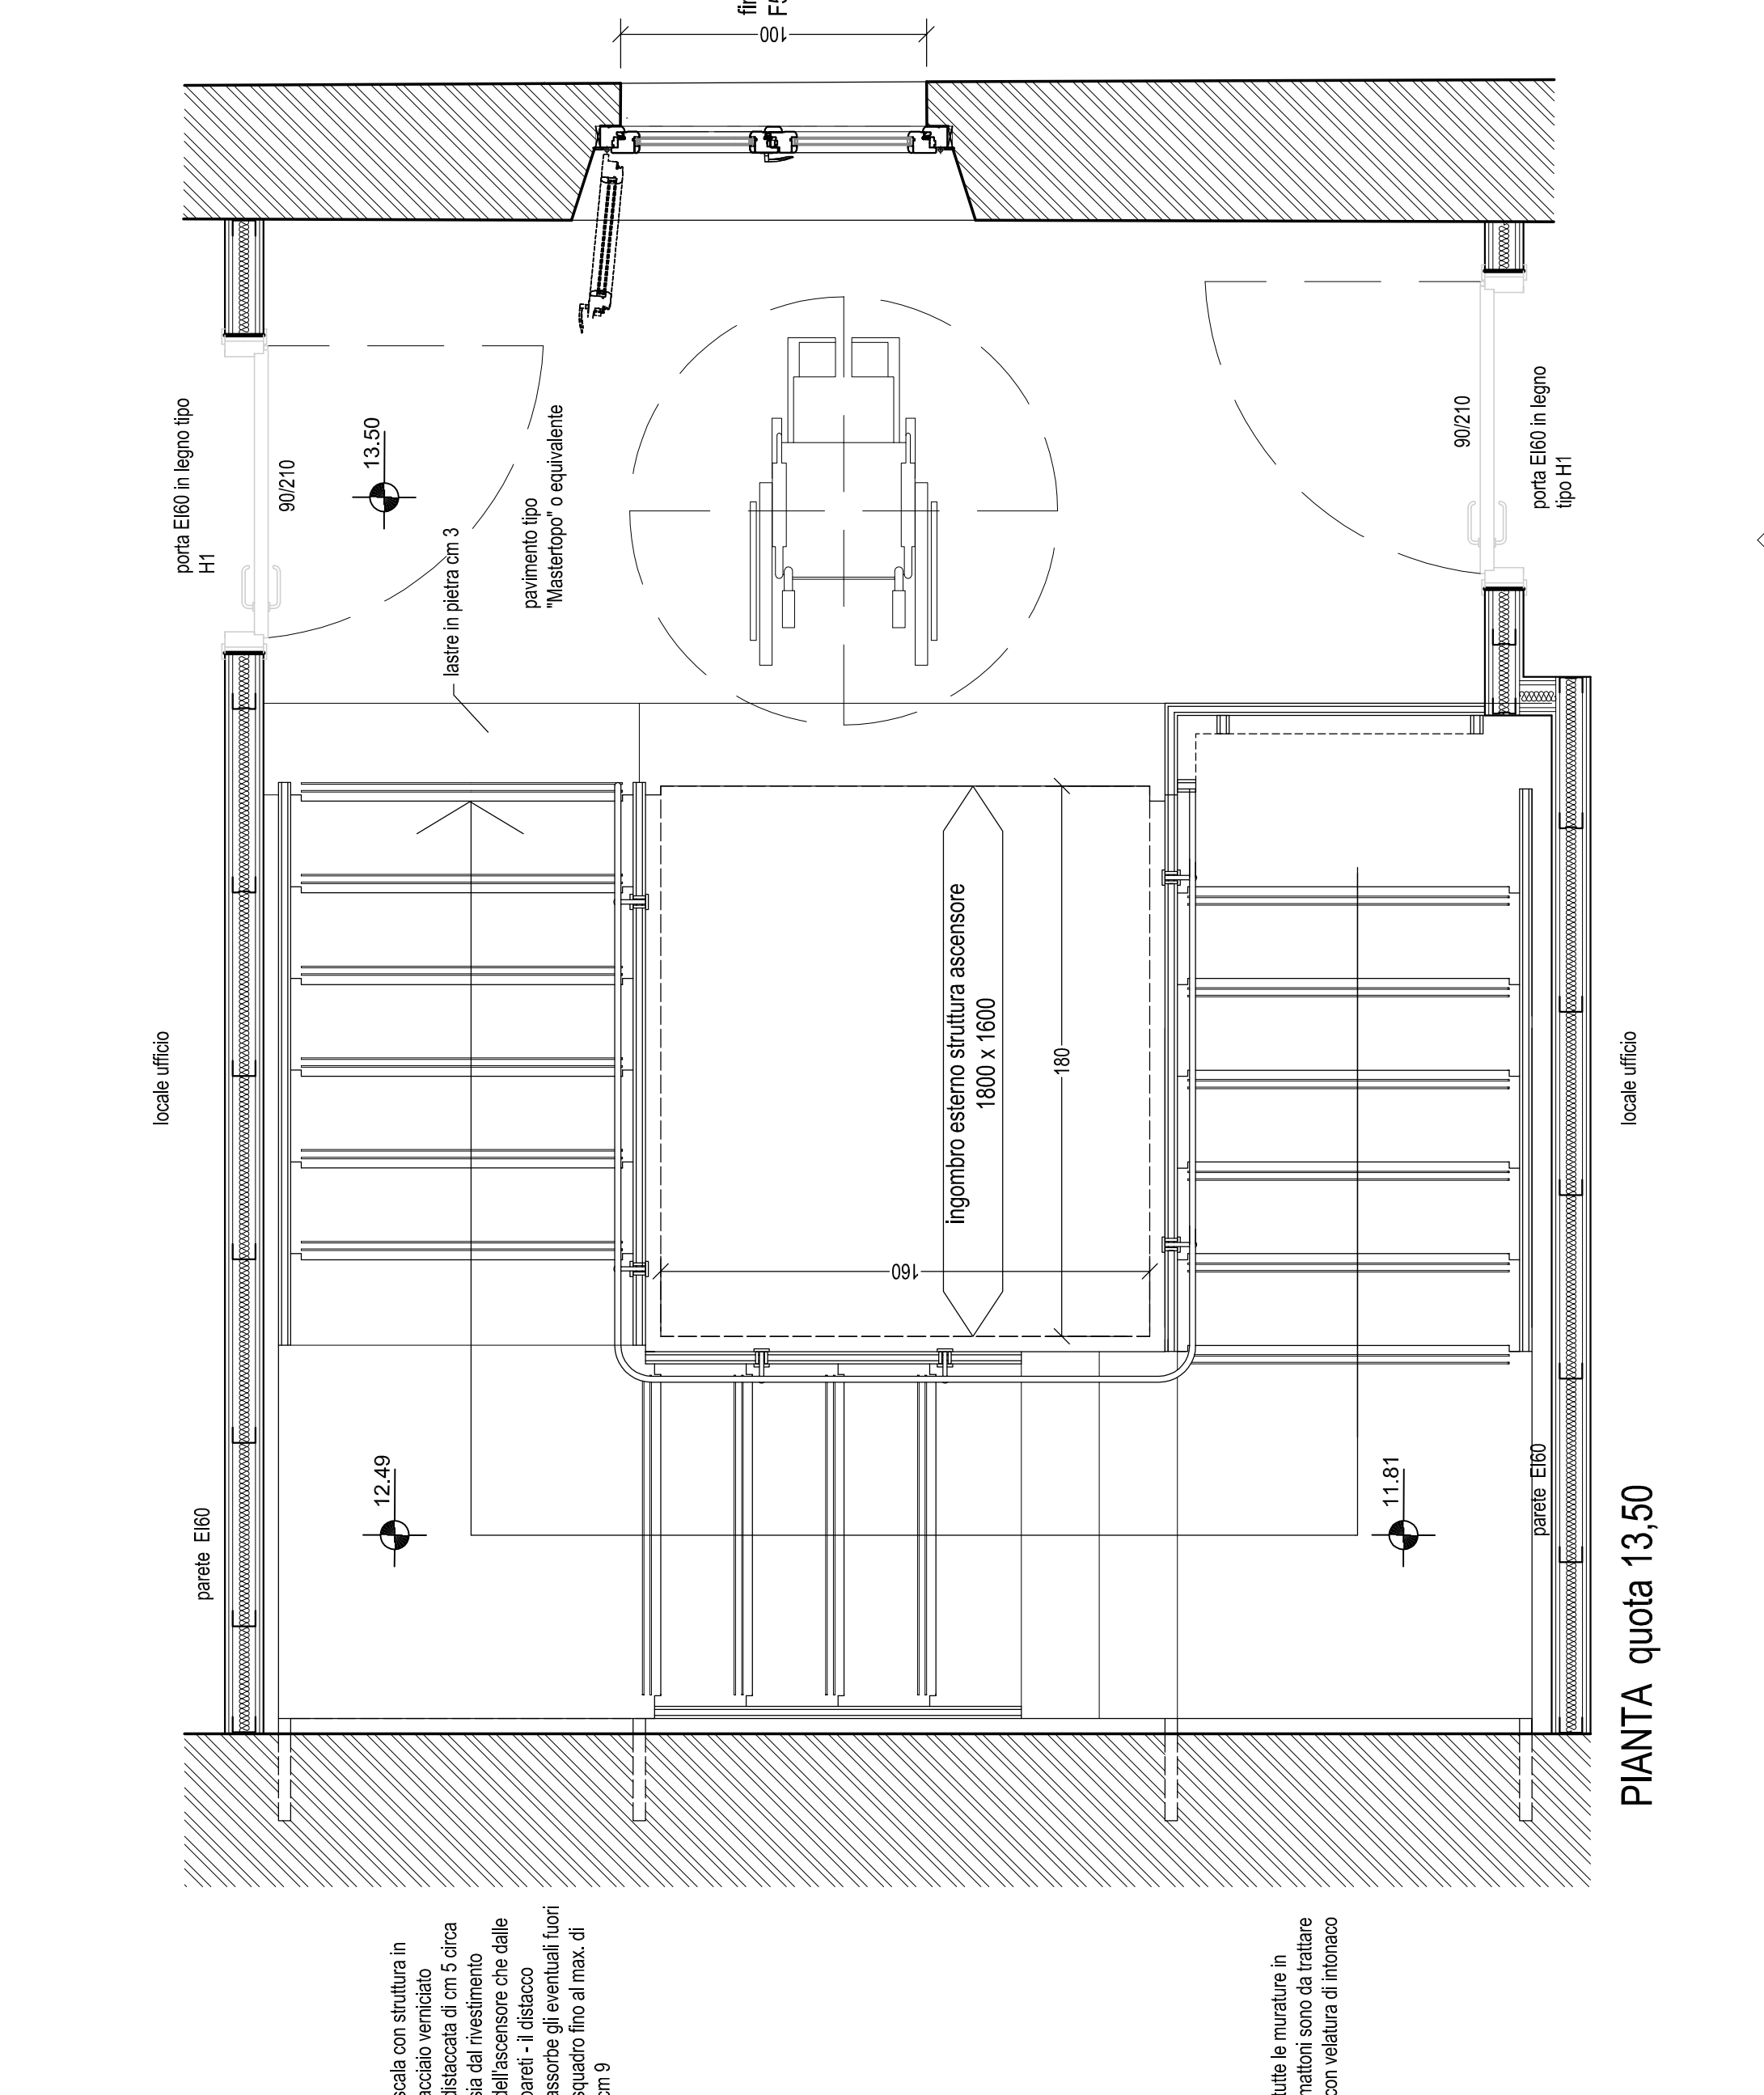 porta EI60 in legno tipo
H1
90/210
13.50
lastre in pietra cm 3
pavimento tipo
"Mastertopo" o equivalente
100
90/210
porta EI60 in legno
tipo H1
locale ufficio
ingombro esterno struttura ascensore
1800 x 1600
180
160
locale ufficio
parete EI60
12.49
11.81
parete EI60
PIANTA quota 13,50
scala con struttura in
acciaio verniciato
distaccata di cm 5 circa
sia dal rivestimento
dell'ascensore che dalle
pareti - il distacco
assorbe gli eventuali fuori
squadro fino al max. di
cm 9
tutte le murature in
mattoni sono da trattare
con velatura di intonaco